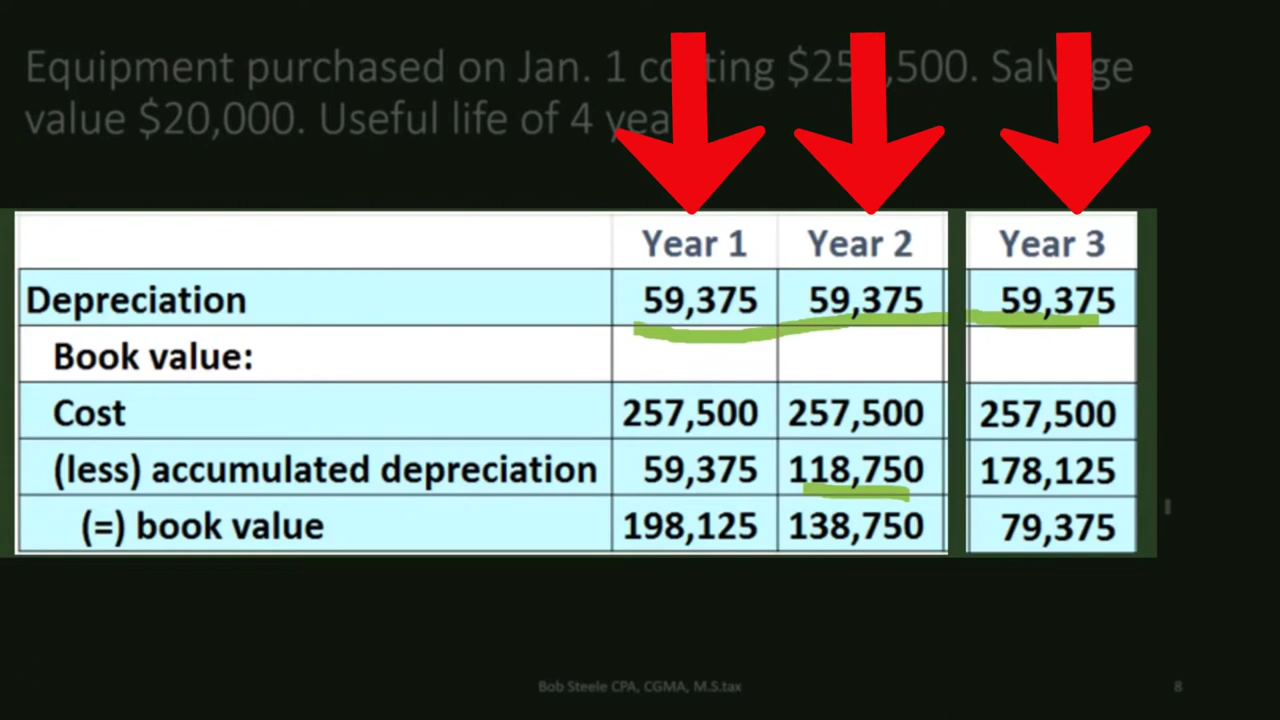 Equipment purchased on Jan. 1 costing $257,500. Salvage
value $20,000. Useful life of 4
Year 1 Year 2 Year 3
Depreciation 59,375 59,375 59,375
Book value:
Cost 257,500 257,500 257,500
(less) accumulated depreciation 59,375 118,750 178,125
(=) book value 198,125 138,750 79,375
Bob Steele CPA, CGMA, M.S.tax 8